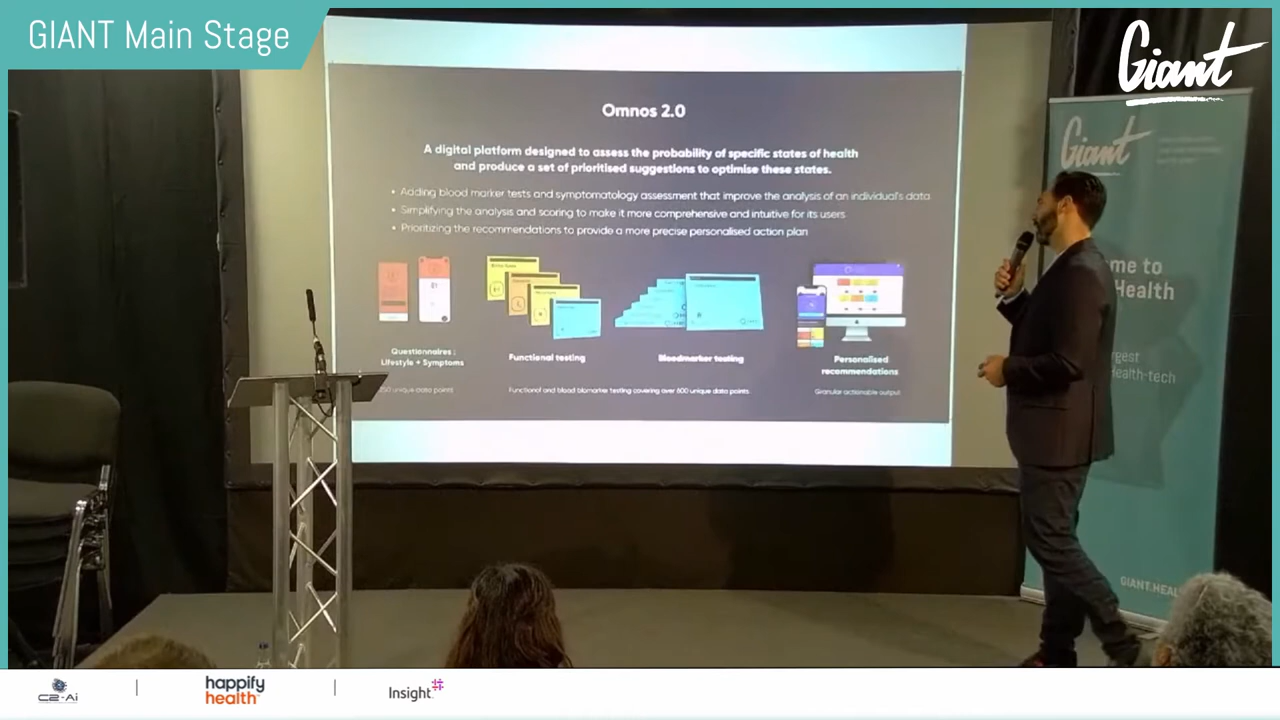 GIANT Main Stage
Giant
Omnos 2.0
A digital platform designed to assess the probability of specific states of health
and produce a set of prioritised suggestions to optimise these states.
• Adding blood marker tests and symptomatology assessment that improve the analysis of an individual's data
• Simplifying the analysis and scoring to make it more comprehensive and intuitive for its users
• Prioritizing the recommendations to provide a more precise personalised action plan
Questionnaires :
Lifestyle + Symptoms
unique data points
Functional testing
Bloodmarker testing
Functional and blood biomarker testing covering over 600 unique data points.
Personalised
recommendations
Granular actionable output
Giant
me to
Health
rgest
Health-tech
GIANT.HEAL
C2-Ai
happify
health
Insight